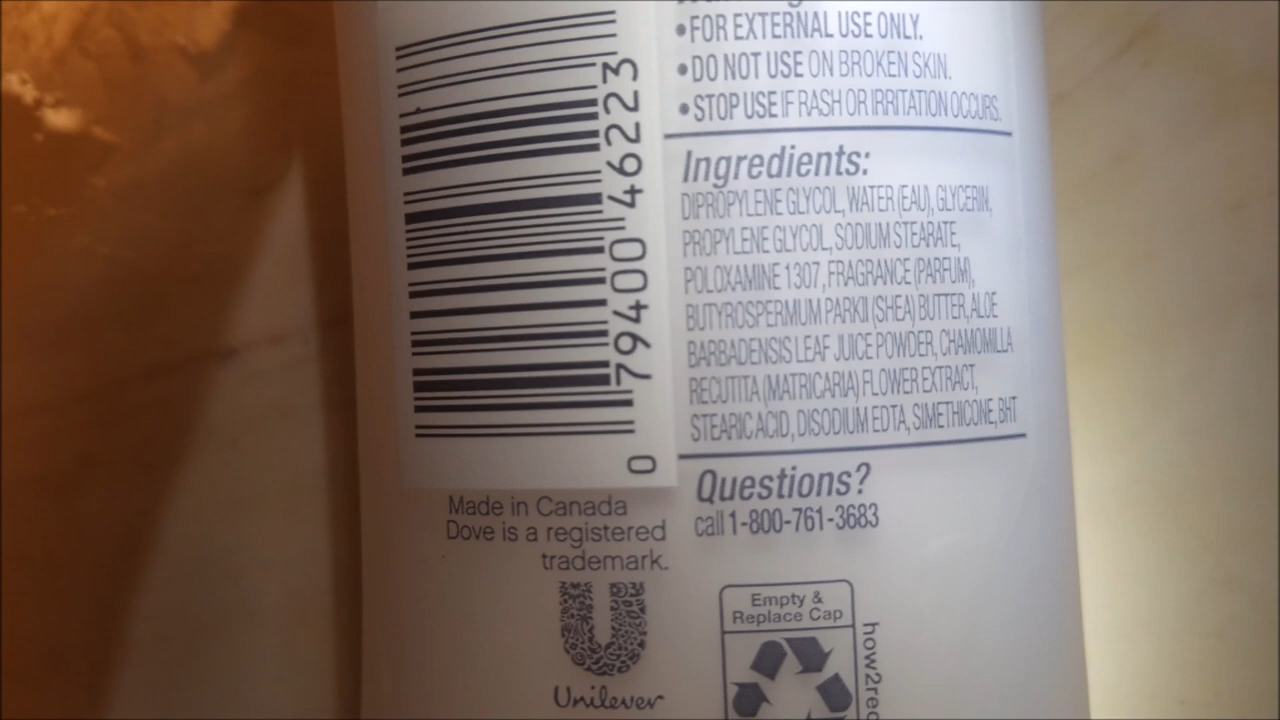 • FOR EXTERNAL USE ONLY.
• DO NOT USE ON BROKEN SKIN.
• STOP USE IF RASH OR IRRITATION OCCURS.
Ingredients:
DIPROPYLENE GLYCOL, WATER (EAU), GLYCERIN,
PROPYLENE GLYCOL, SODIUM STEARATE,
POLOXAMINE 1307, FRAGRANCE (PARFUM),
BUTYROSPERMUM PARKII (SHEA) BUTTER, ALOE
BARBADENSIS LEAF JUICE POWDER, CHAMOMILLA
RECUTITA (MATRICARIA) FLOWER EXTRACT,
STEARIC ACID, DISODIUM EDTA, SIMETHICONE, BHT
Questions?
call 1-800-761-3683
0 79400 46223
Made in Canada
Dove is a registered
trademark.
Unilever
Empty &
Replace Cap
how2rec